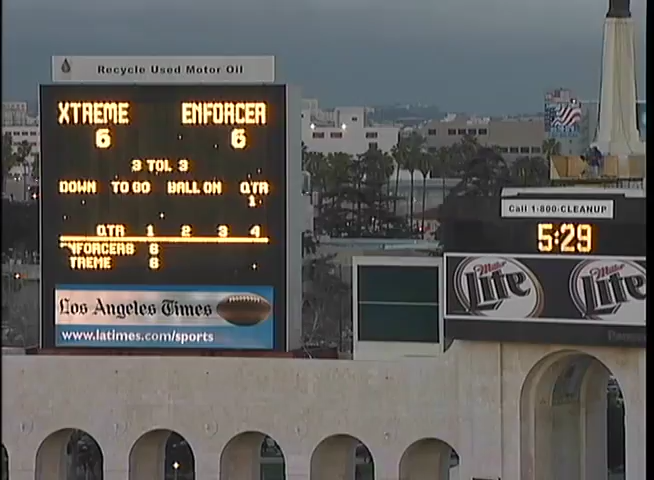 Recycle Used Motor Oil
XTREME ENFORCER
6 6
3 TOL 3
DOWN TO GO BALL ON QTR
1
QTR 1 2 3 4
ENFORCERS 6
TREME 6
Los Angeles Times
www.latimes.com/sports
Call 1-800-CLEANUP
5:29
Miller Lite Miller Lite